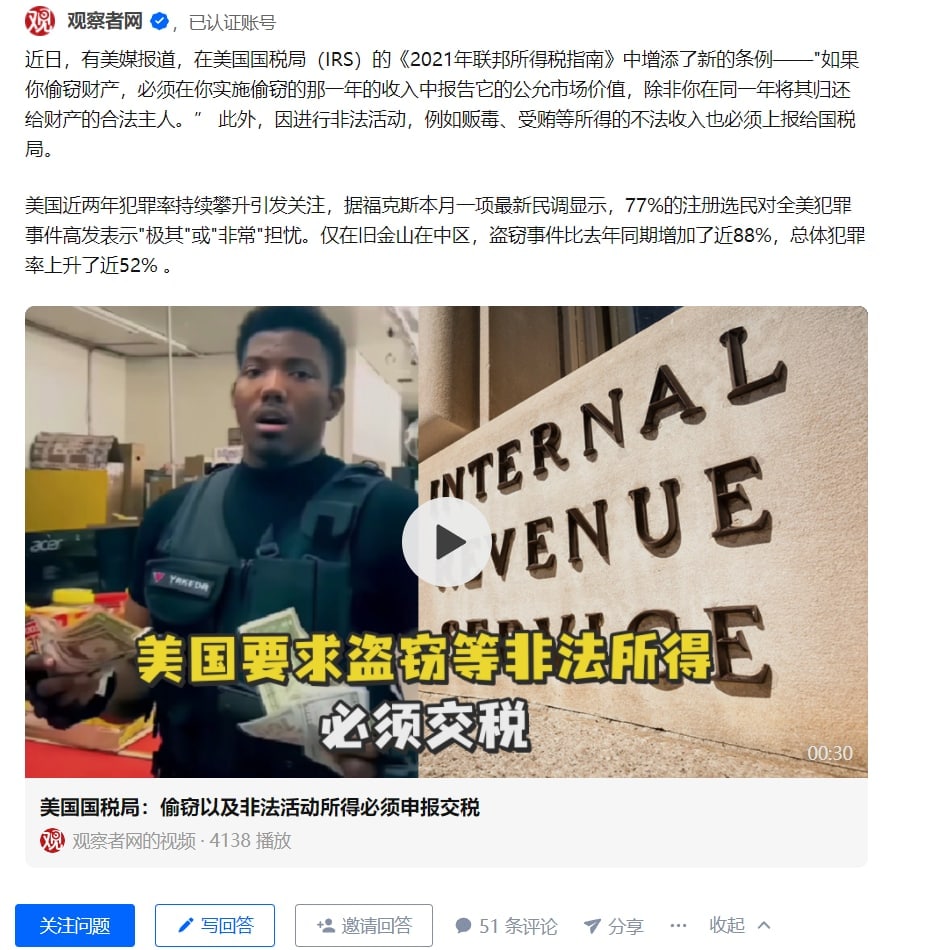 观察者网 ，已认证账号
近日，有美媒报道，在美国国税局（IRS）的《2021年联邦所得税指南》中增添了新的条例——"如果
你偷窃财产，必须在你实施偷窃的那一年的收入中报告它的公允市场价值，除非你在同一年将其归还
给财产的合法主人。” 此外，因进行非法活动，例如贩毒、受贿等所得的不法收入也必须上报给国税
局。
美国近两年犯罪率持续攀升引发关注，据福克斯本月一项最新民调显示，77%的注册选民对全美犯罪
事件高发表示"极其"或"非常"担忧。仅在旧金山在中区，盗窃事件比去年同期增加了近88%，总体犯罪
率上升了近52% 。
INTERNAL
REVENUE
SERVICE
acer
YAKEDA
美国要求盗窃等非法所得
必须交税
00:30
美国国税局：偷窃以及非法活动所得必须申报交税
观 观察者网的视频 · 4138 播放
关注问题 写回答 邀请回答 51 条评论 分享 ··· 收起